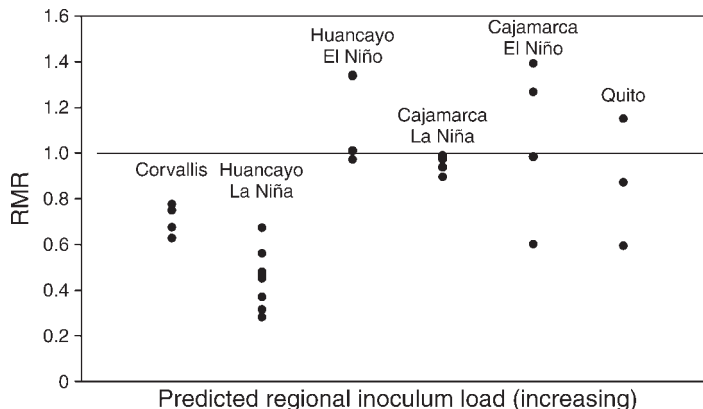 1.6
1.4
1.2
1.0
0.8
0.6
0.4
0.2
0
RMR
Corvallis
Huancayo
La Niña
Huancayo
El Niño
Cajamarca
La Niña
Cajamarca
El Niño
Quito
Predicted regional inoculum load (increasing)